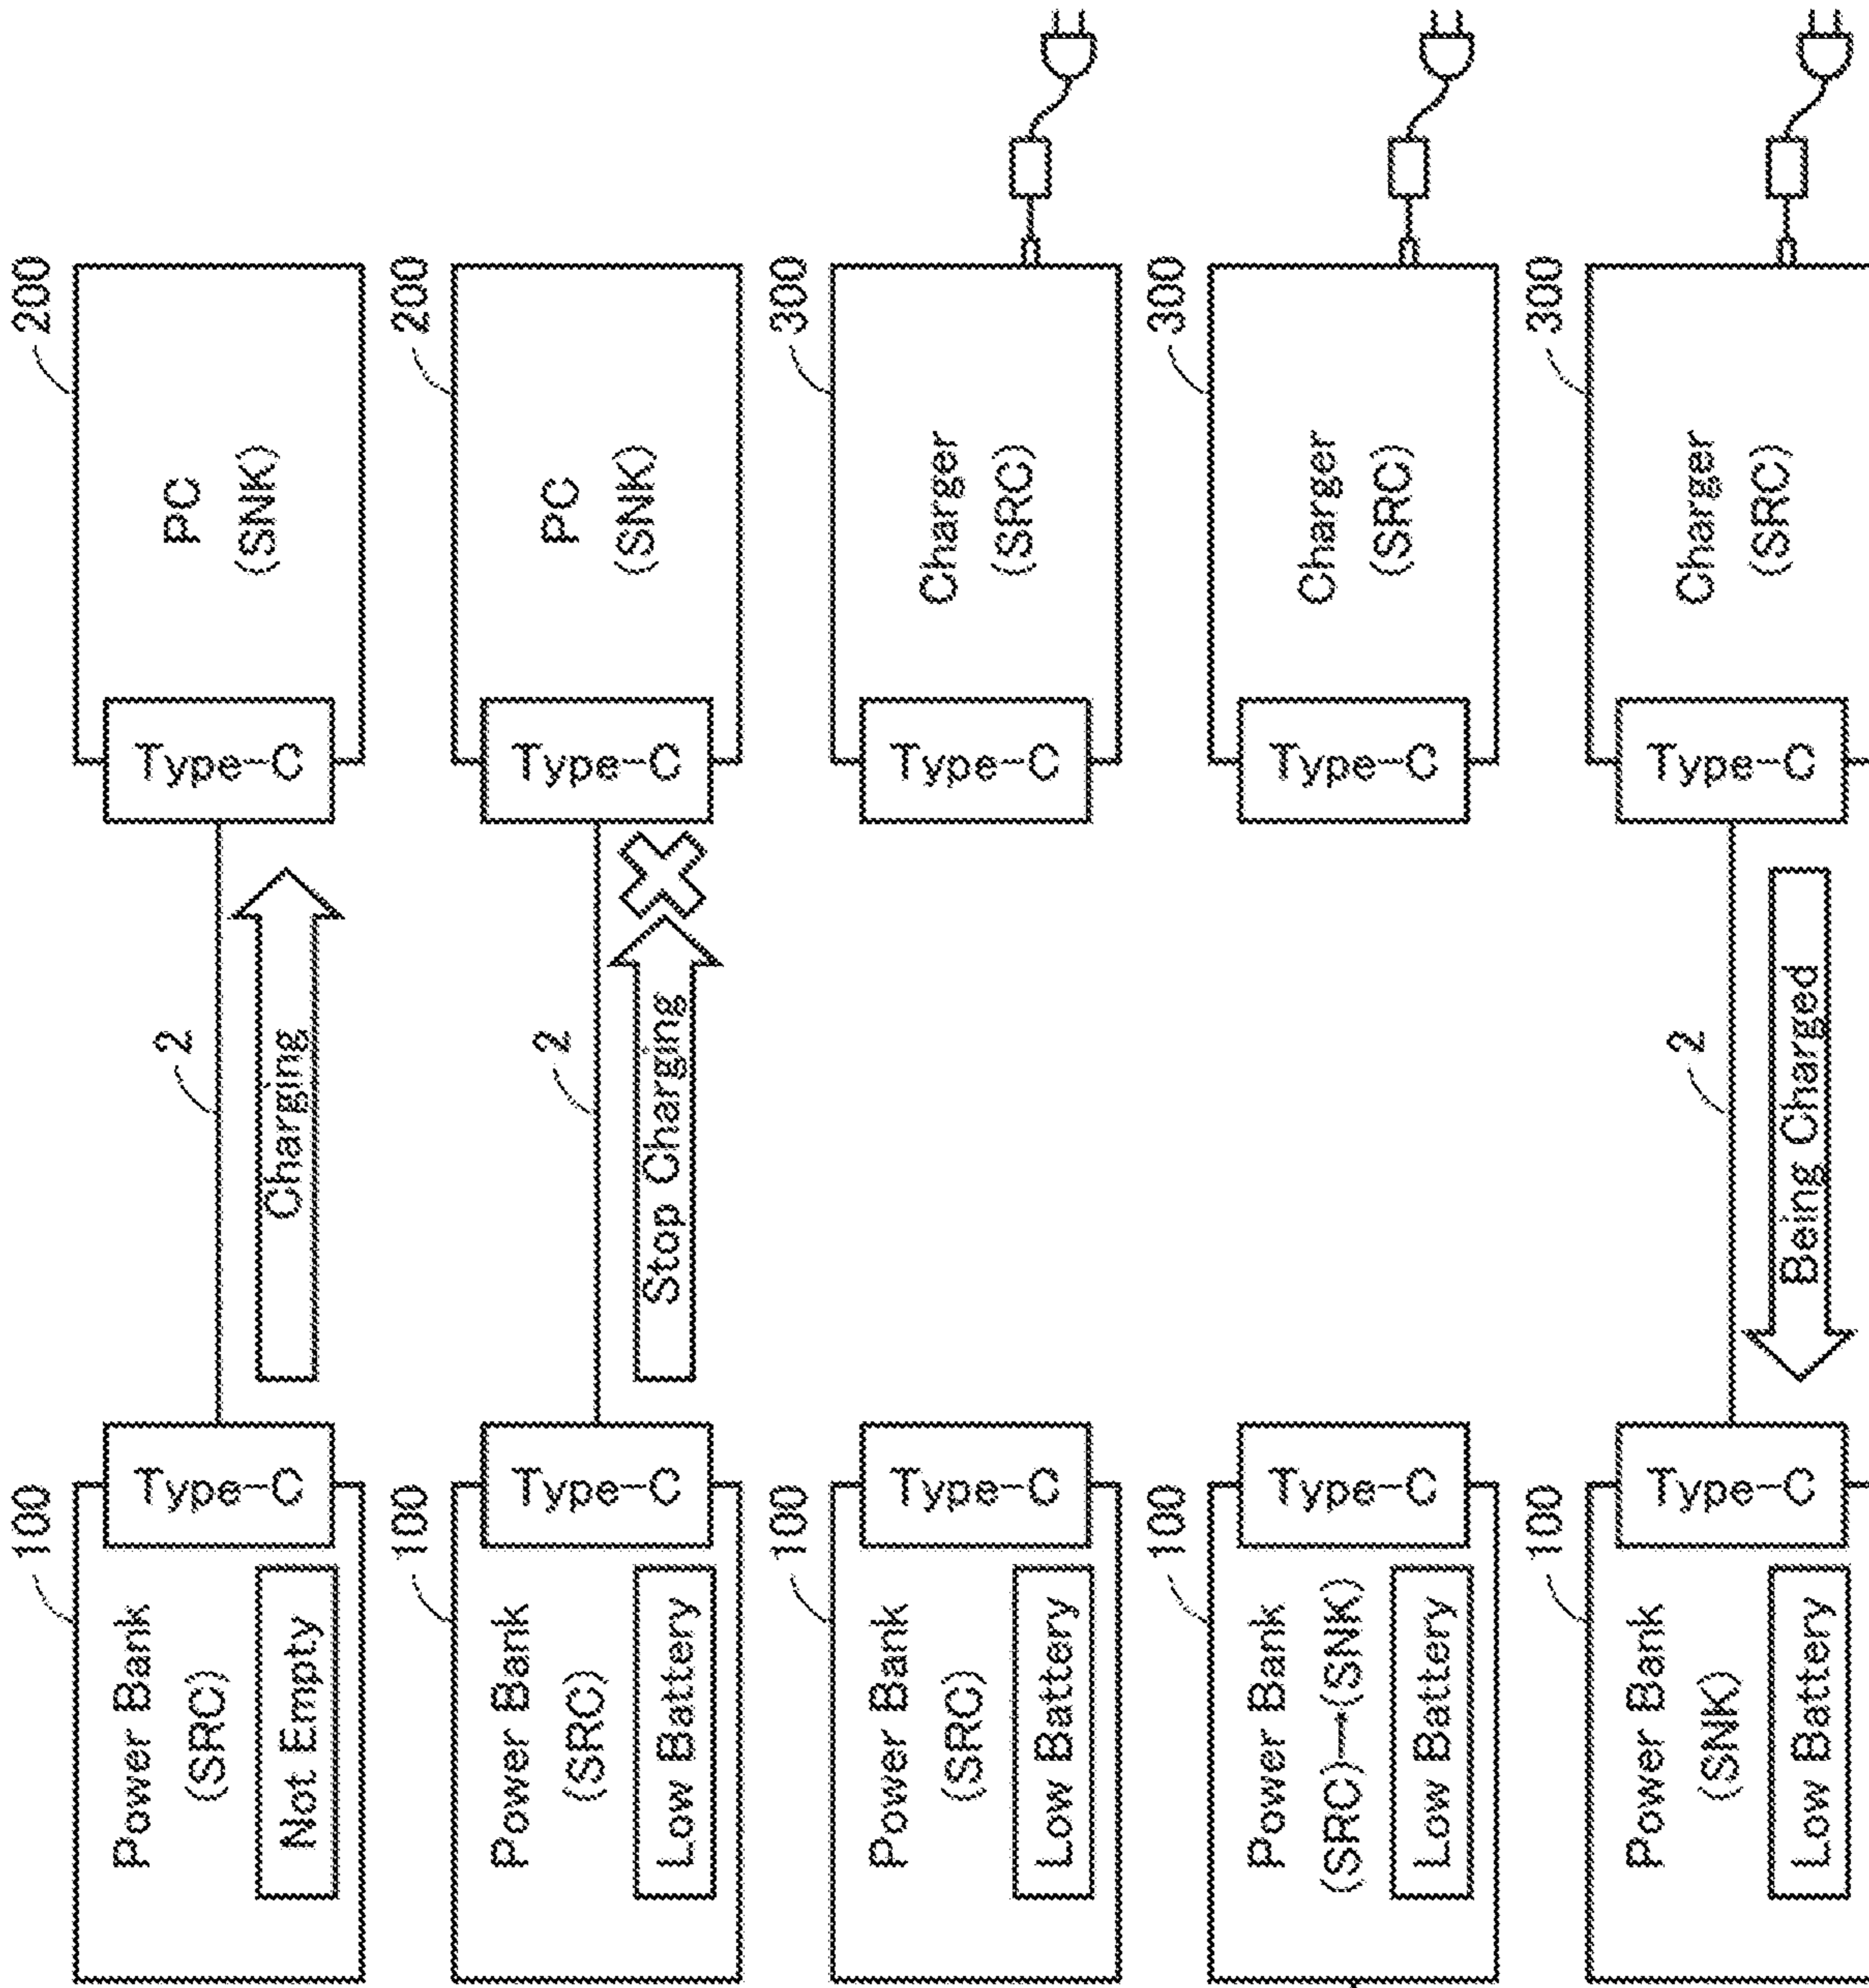 100
200
Power Bank
(SRC)
Not Empty
Type-C
2
Charging
Type-C
PC
(SNK)
100
200
Power Bank
(SRC)
Low Battery
Type-C
2
Stop Charging
Type-C
PC
(SNK)
100
300
Power Bank
(SRC)
Low Battery
Type-C
Type-C
Charger
(SRC)
100
300
Power Bank
(SRC)→(SNK)
Low Battery
Type-C
Type-C
Charger
(SRC)
100
300
Power Bank
(SNK)
Low Battery
Type-C
2
Being Charged
Type-C
Charger
(SRC)